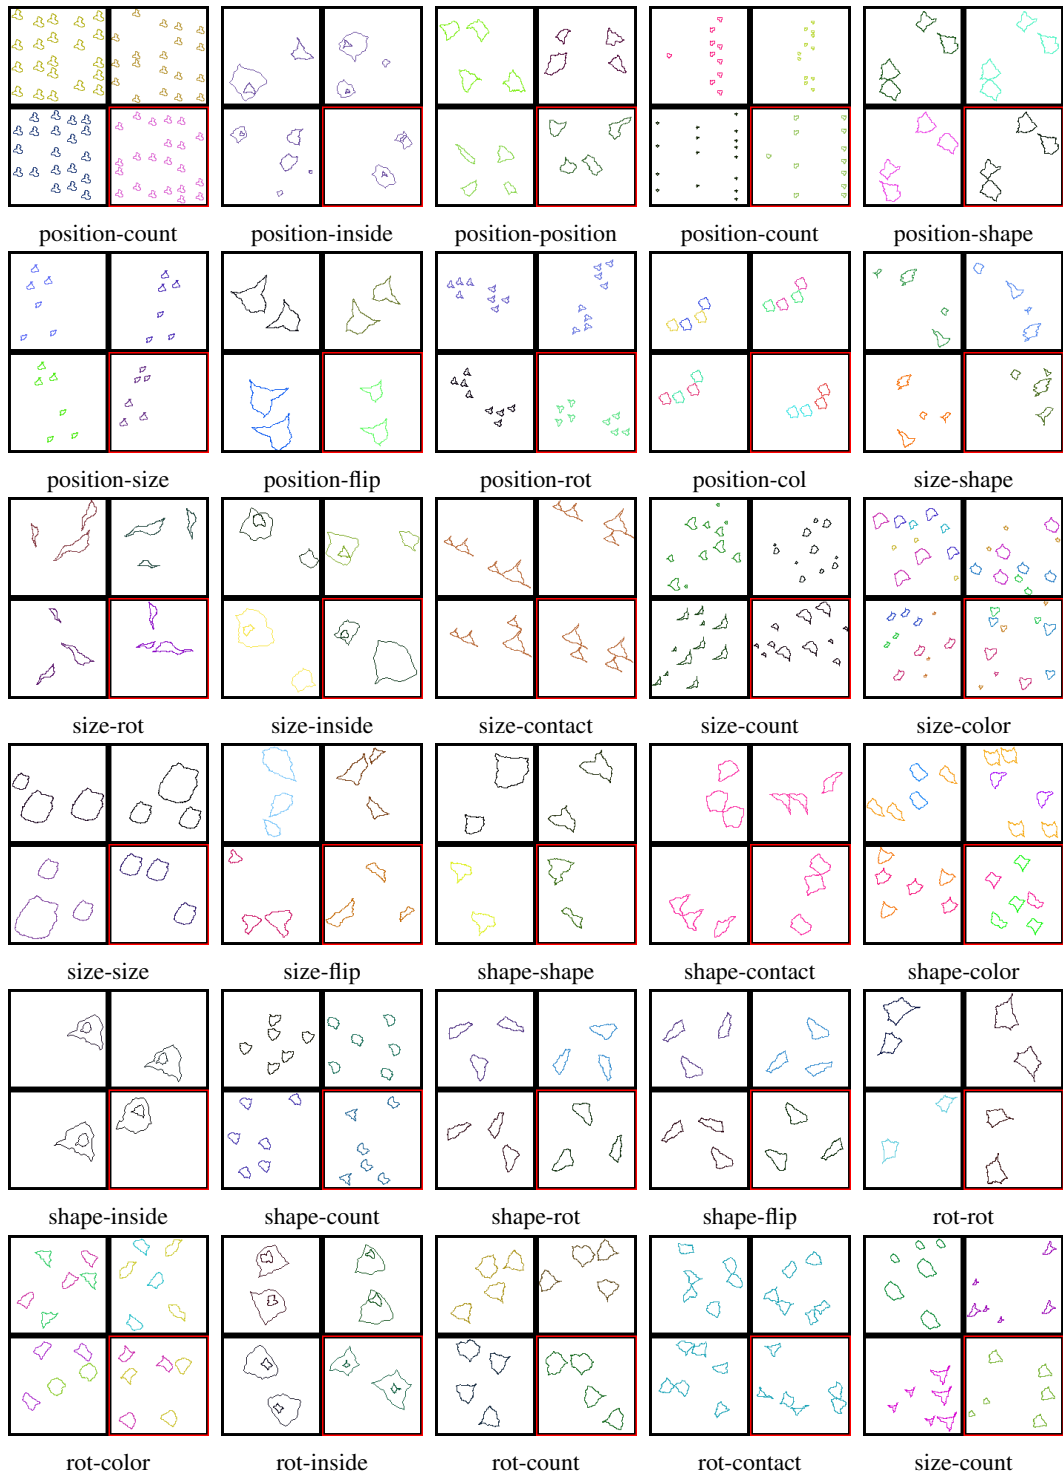 position-count position-inside position-position position-count position-shape
position-size position-flip position-rot position-col size-shape
size-rot size-inside size-contact size-count size-color
size-size size-flip shape-shape shape-contact shape-color
shape-inside shape-count shape-rot shape-flip rot-rot
rot-color rot-inside rot-count rot-contact size-count